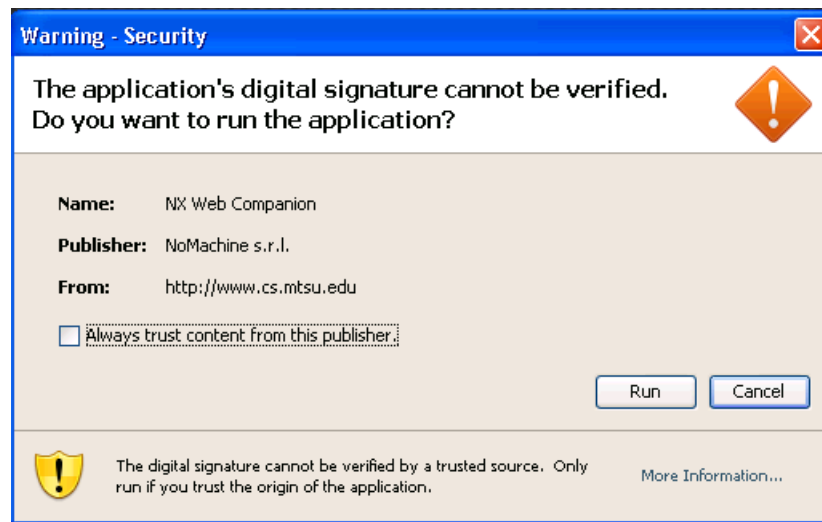 Warning - Security
The application's digital signature cannot be verified.
Do you want to run the application?
Name: NX Web Companion
Publisher: NoMachine s.r.l.
From: http://www.cs.mtsu.edu
Always trust content from this publisher.
Run Cancel
The digital signature cannot be verified by a trusted source. Only
run if you trust the origin of the application.
More Information...